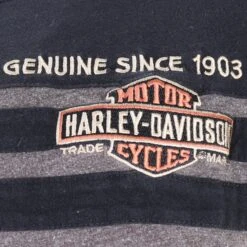 GENUINE SINCE 1903
MOTOR
HARLEY-DAVIDSON
TRADE MARK
CYCLES